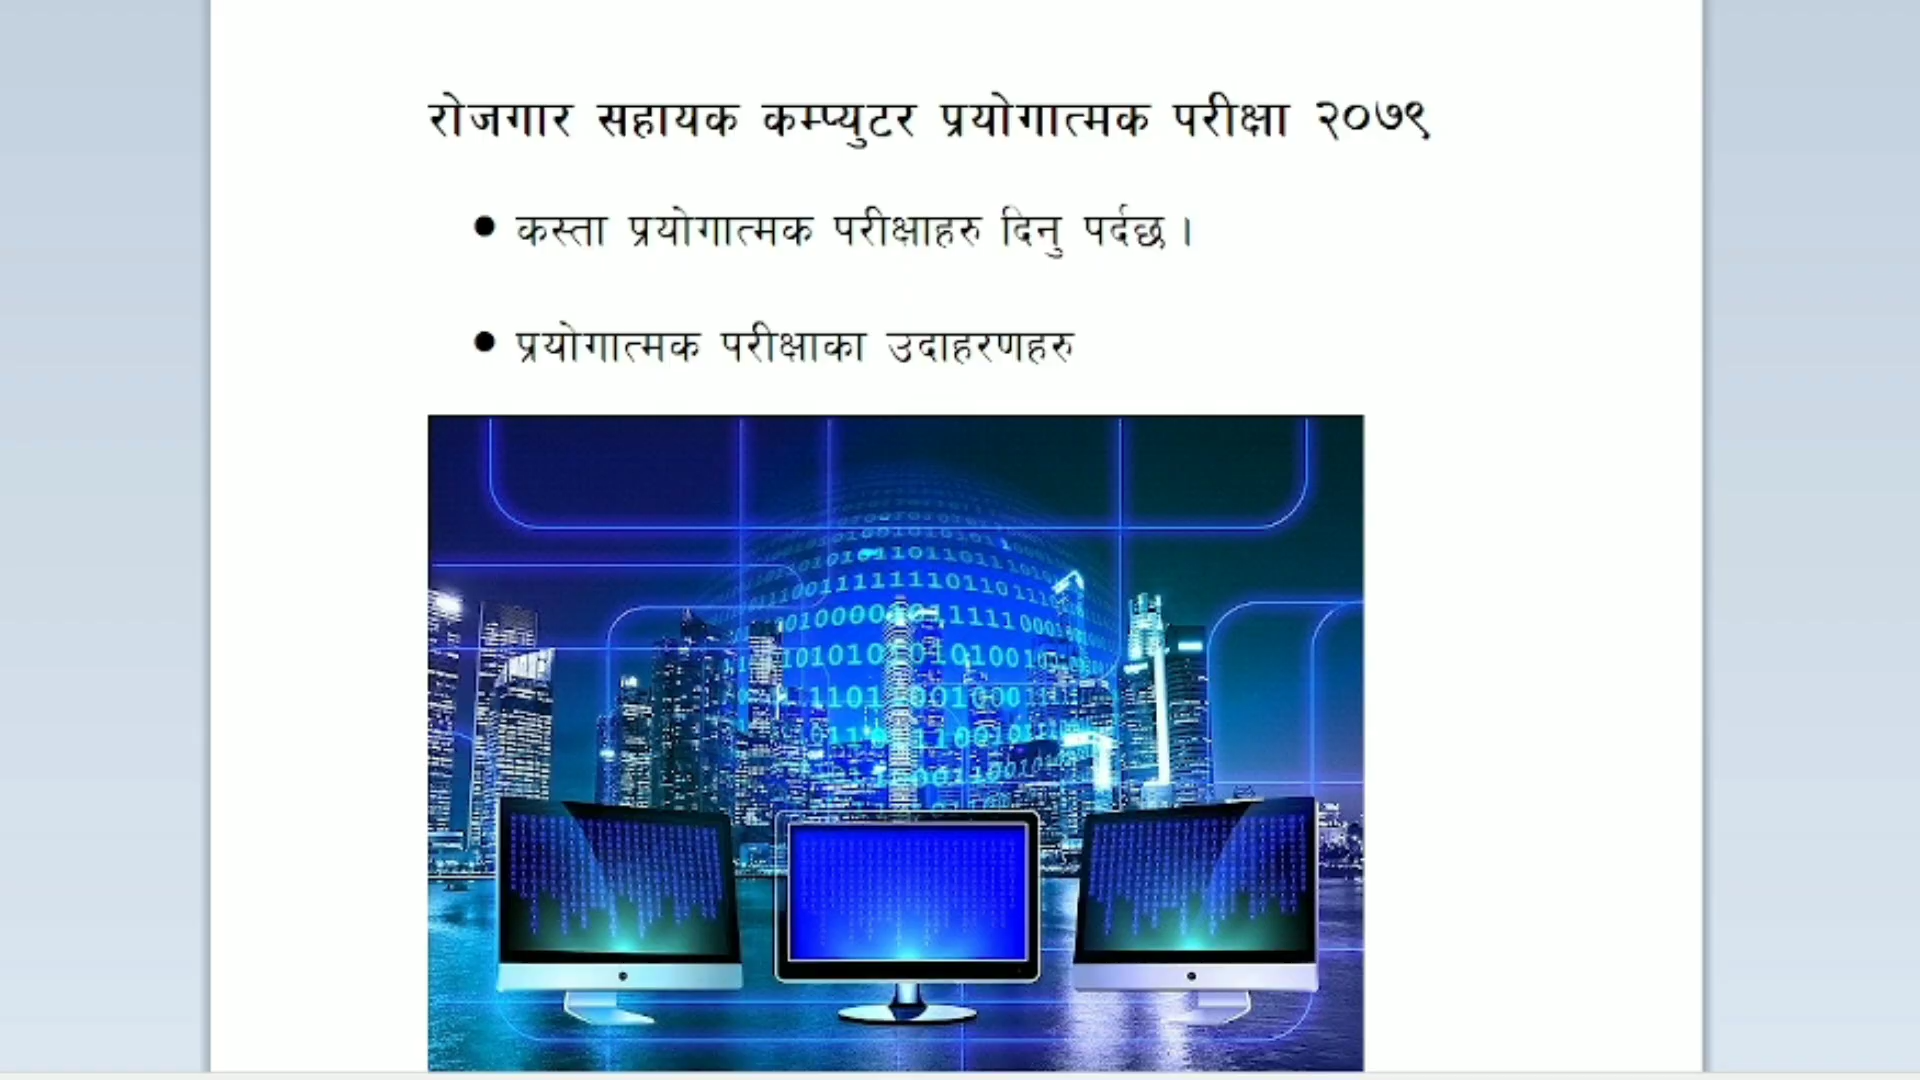 रोजगार सहायक कम्प्युटर प्रयोगात्मक परीक्षा २०७९
• कस्ता प्रयोगात्मक परीक्षाहरु दिनु पर्दछ ।
• प्रयोगात्मक परीक्षाका उदाहरणहरु